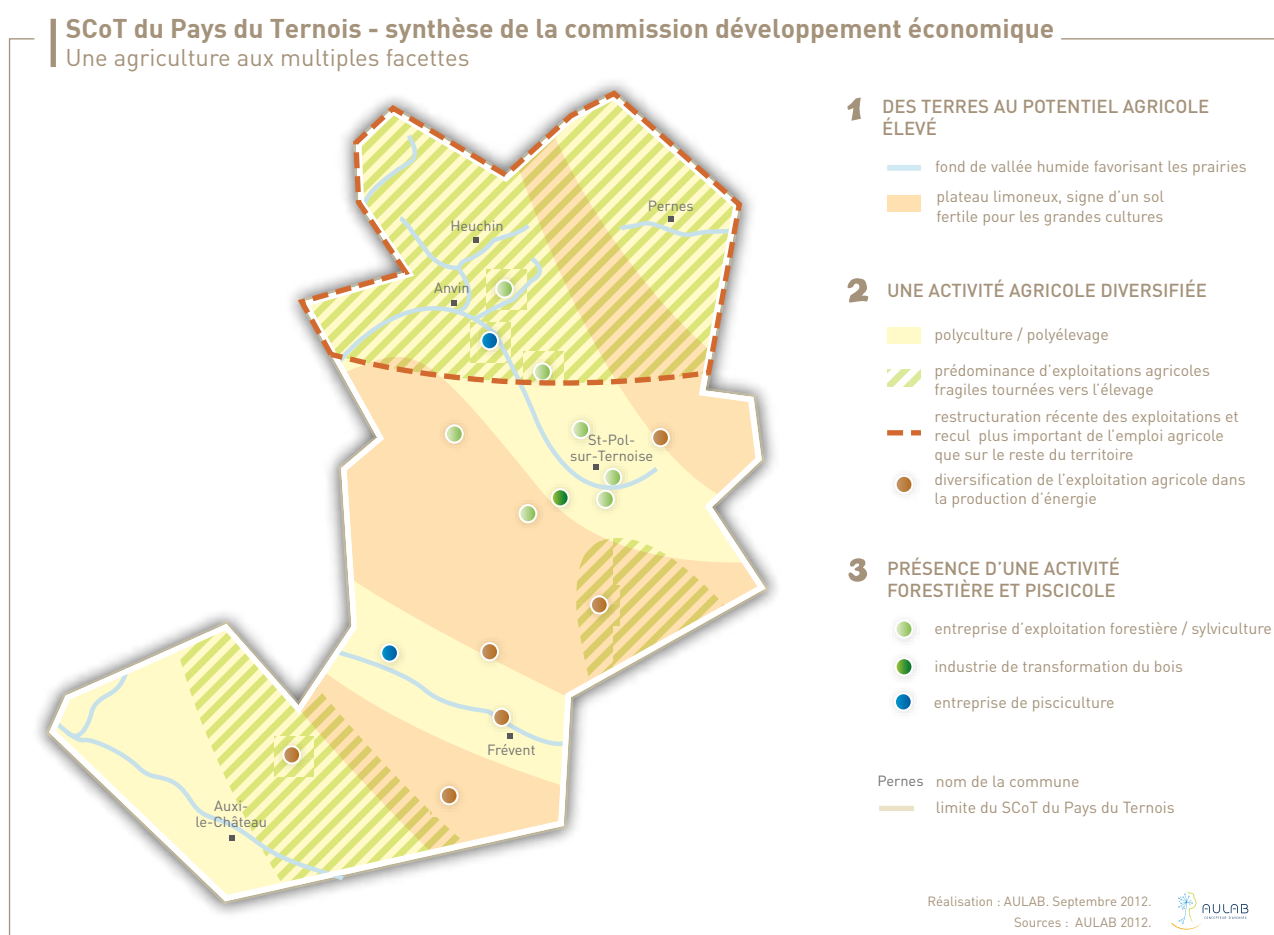 SCoT du Pays du Ternois - synthèse de la commission développement économique
Une agriculture aux multiples facettes
Heuchin
Pernes
Anvin
St-Pol-
sur-Ternoise
Frévent
Auxi-
le-Château
1 DES TERRES AU POTENTIEL AGRICOLE
ÉLEVÉ
fond de vallée humide favorisant les prairies
plateau limoneux, signe d'un sol
fertile pour les grandes cultures
2 UNE ACTIVITÉ AGRICOLE DIVERSIFIÉE
polyculture / polyélevage
prédominance d'exploitations agricoles
fragiles tournées vers l'élevage
restructuration récente des exploitations et
recul plus important de l'emploi agricole
que sur le reste du territoire
diversification de l'exploitation agricole dans
la production d'énergie
3 PRÉSENCE D'UNE ACTIVITÉ
FORESTIÈRE ET PISCICOLE
entreprise d'exploitation forestière / sylviculture
industrie de transformation du bois
entreprise de pisciculture
Pernes nom de la commune
limite du SCoT du Pays du Ternois
Réalisation : AULAB. Septembre 2012.
Sources : AULAB 2012.
AULAB